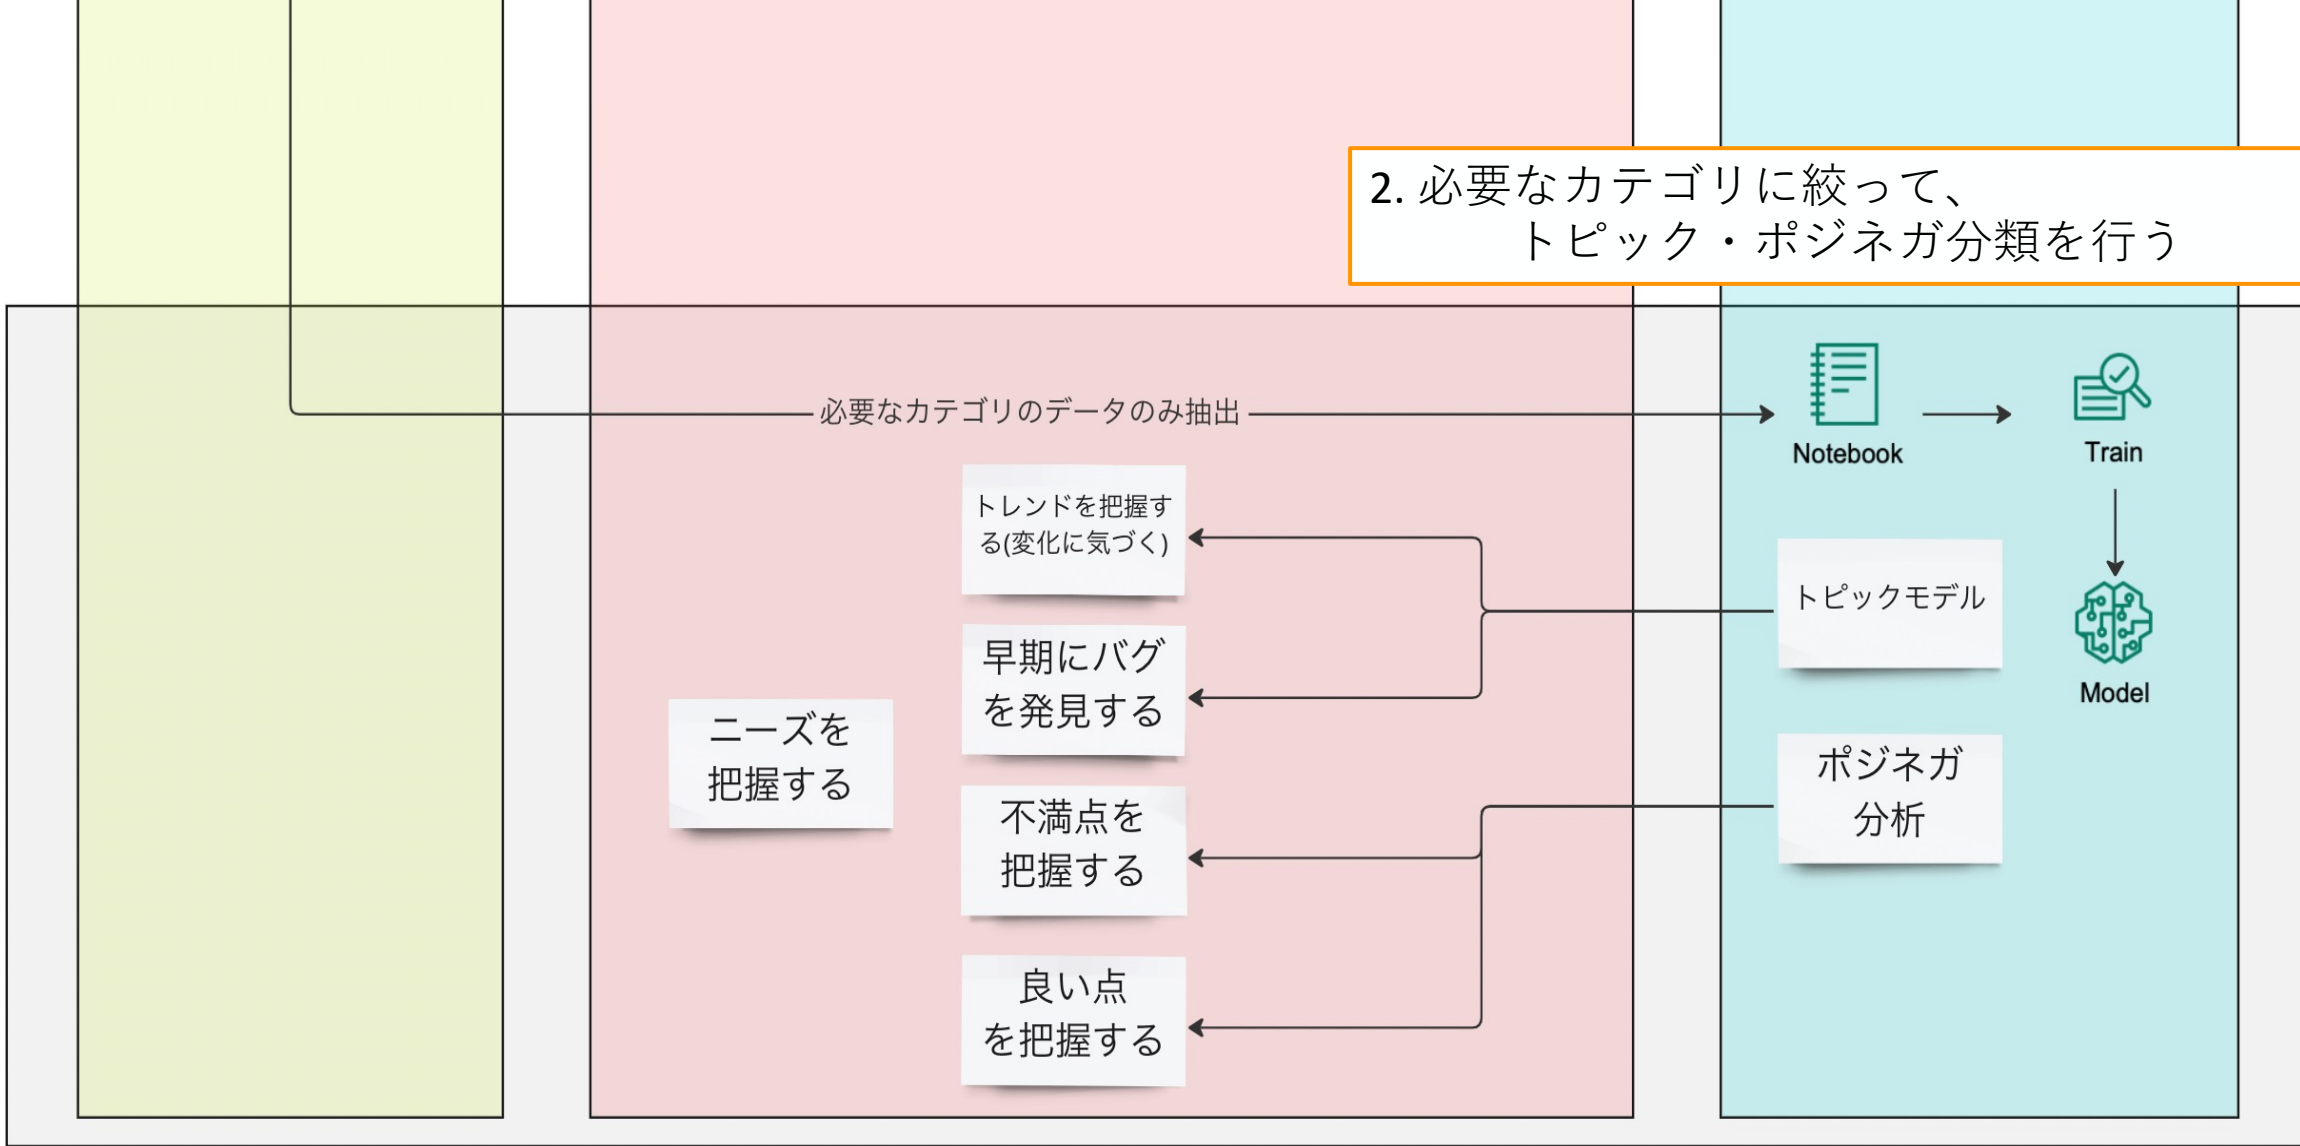 2. 必要なカテゴリに絞って、
トピック・ポジネガ分類を行う
必要なカテゴリのデータのみ抽出
Notebook
Train
トレンドを把握す
る(変化に気づく)
トピックモデル
早期にバグ
を発見する
Model
ニーズを
把握する
ポジネガ
分析
不満点を
把握する
良い点
を把握する